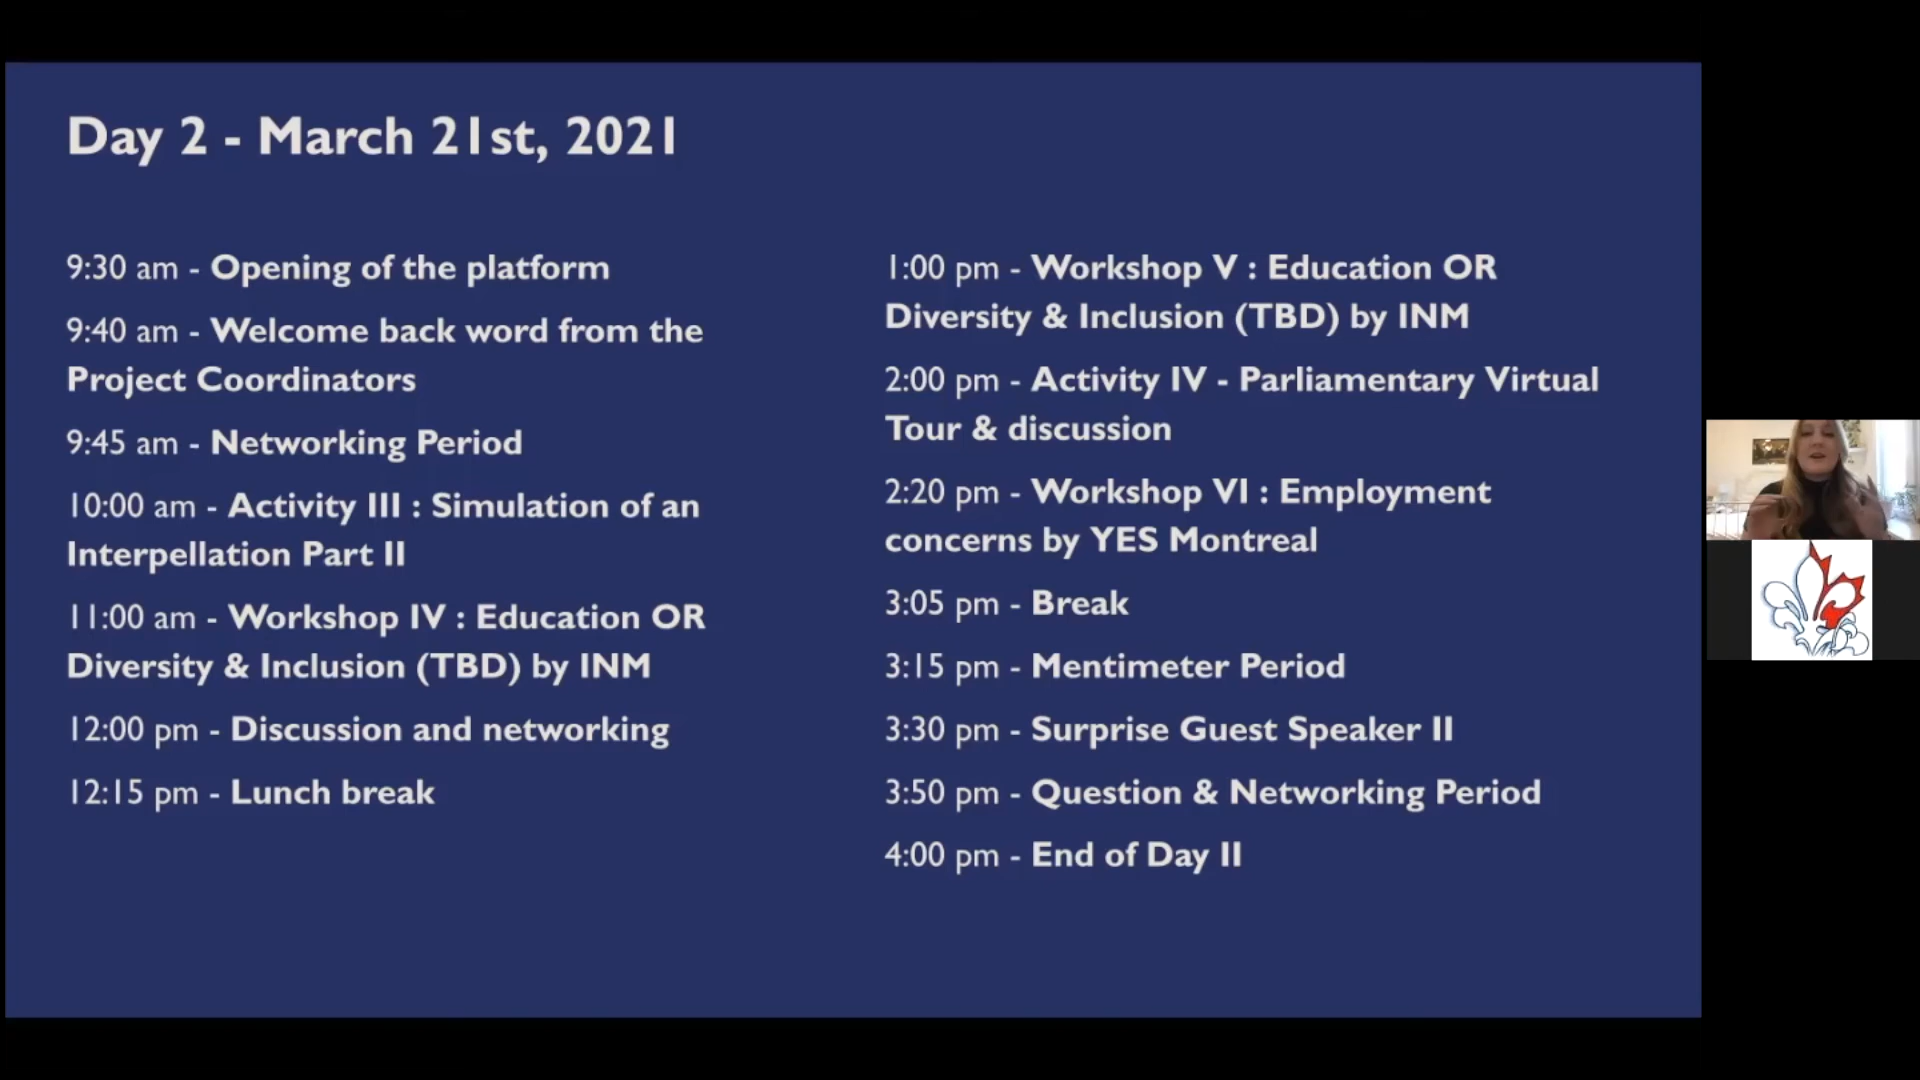 Day 2 - March 21st, 2021
9:30 am - Opening of the platform
9:40 am - Welcome back word from the
Project Coordinators
9:45 am - Networking Period
10:00 am - Activity III : Simulation of an
Interpellation Part II
11:00 am - Workshop IV : Education OR
Diversity & Inclusion (TBD) by INM
12:00 pm - Discussion and networking
12:15 pm - Lunch break
1:00 pm - Workshop V : Education OR
Diversity & Inclusion (TBD) by INM
2:00 pm - Activity IV - Parliamentary Virtual
Tour & discussion
2:20 pm - Workshop VI : Employment
concerns by YES Montreal
3:05 pm - Break
3:15 pm - Mentimeter Period
3:30 pm - Surprise Guest Speaker II
3:50 pm - Question & Networking Period
4:00 pm - End of Day II